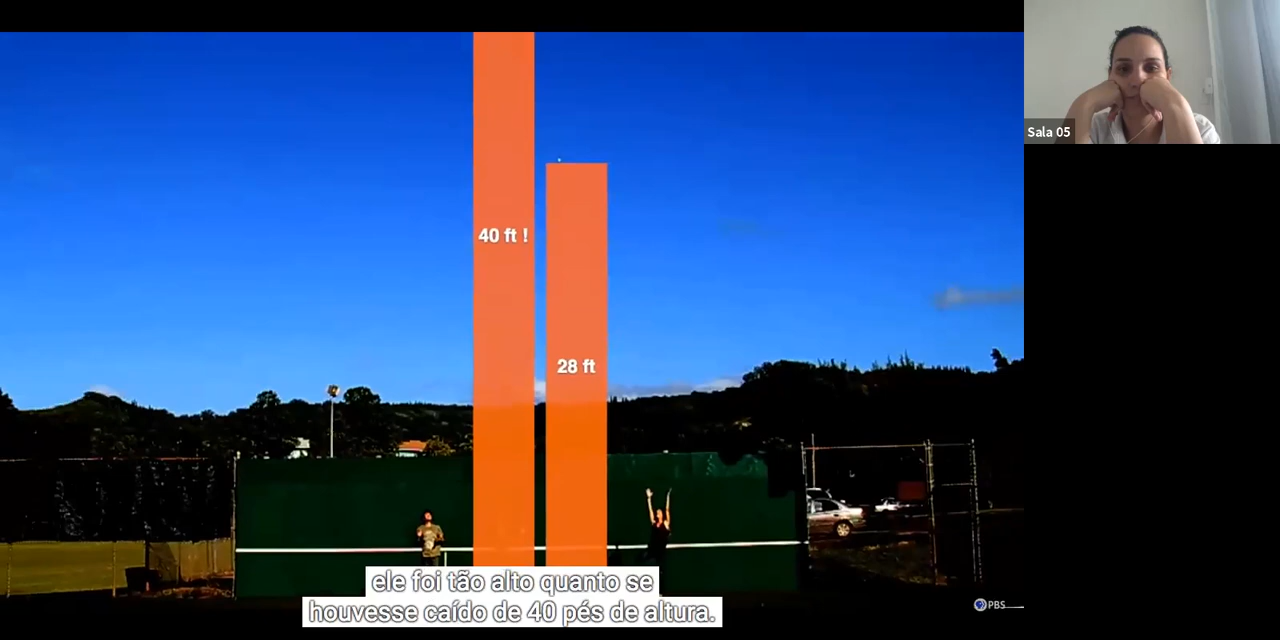 Sala 05
40 ft !
28 ft
ele foi tão alto quanto se
houvesse caído de 40 pés de altura.
PBS